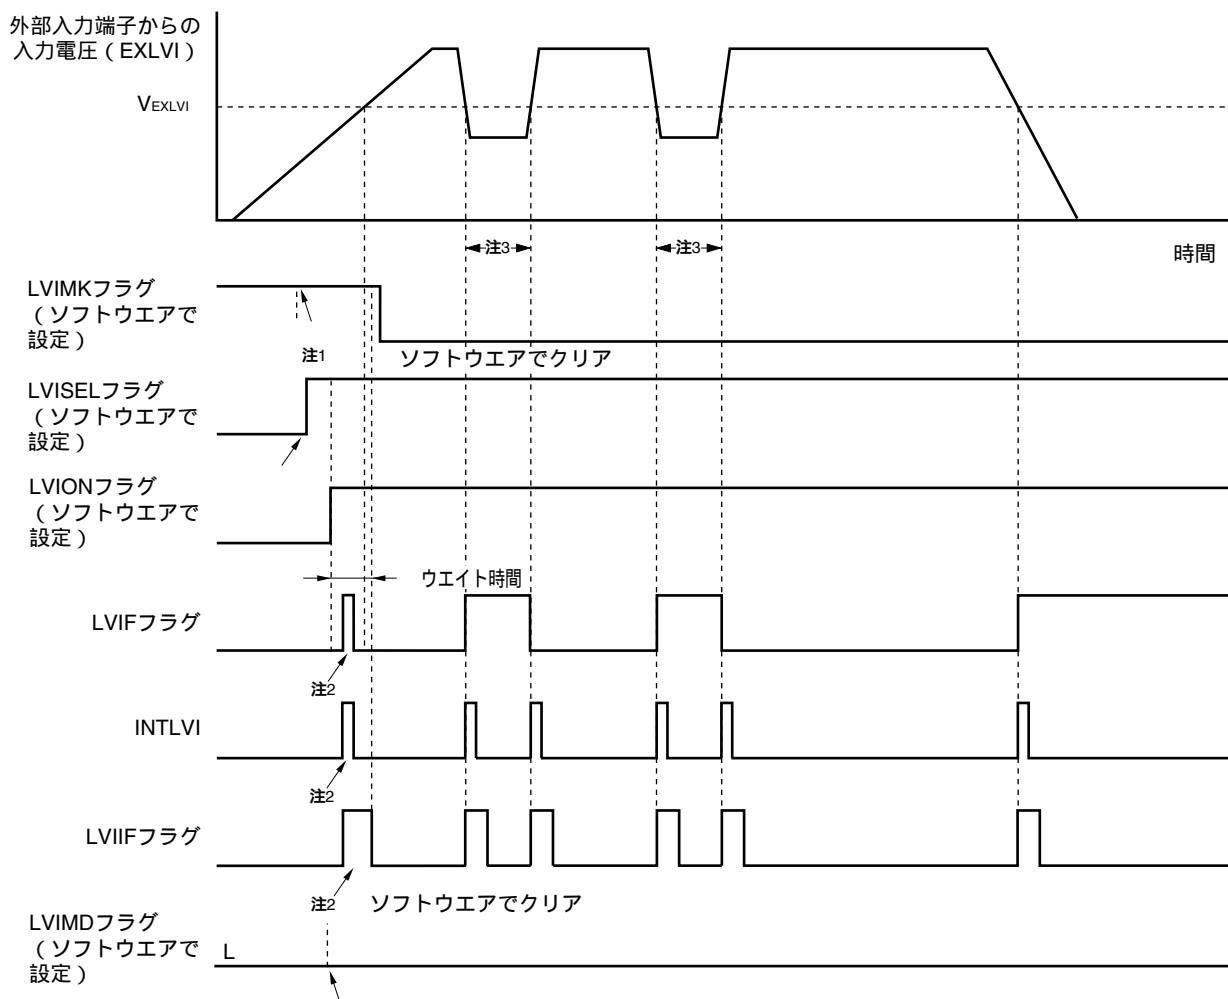 外部入力端子からの
入力電圧（EXLVI）
VEXLVI
注3
注3
時間
LVIMKフラグ
（ソフトウエアで
設定）
注1
ソフトウエアでクリア
LVISELフラグ
（ソフトウエアで
設定）
LVIONフラグ
（ソフトウエアで
設定）
ウエイト時間
LVIFフラグ
注2
INTLVI
注2
LVIIFフラグ
注2
ソフトウエアでクリア
LVIMDフラグ
（ソフトウエアで
設定）
L